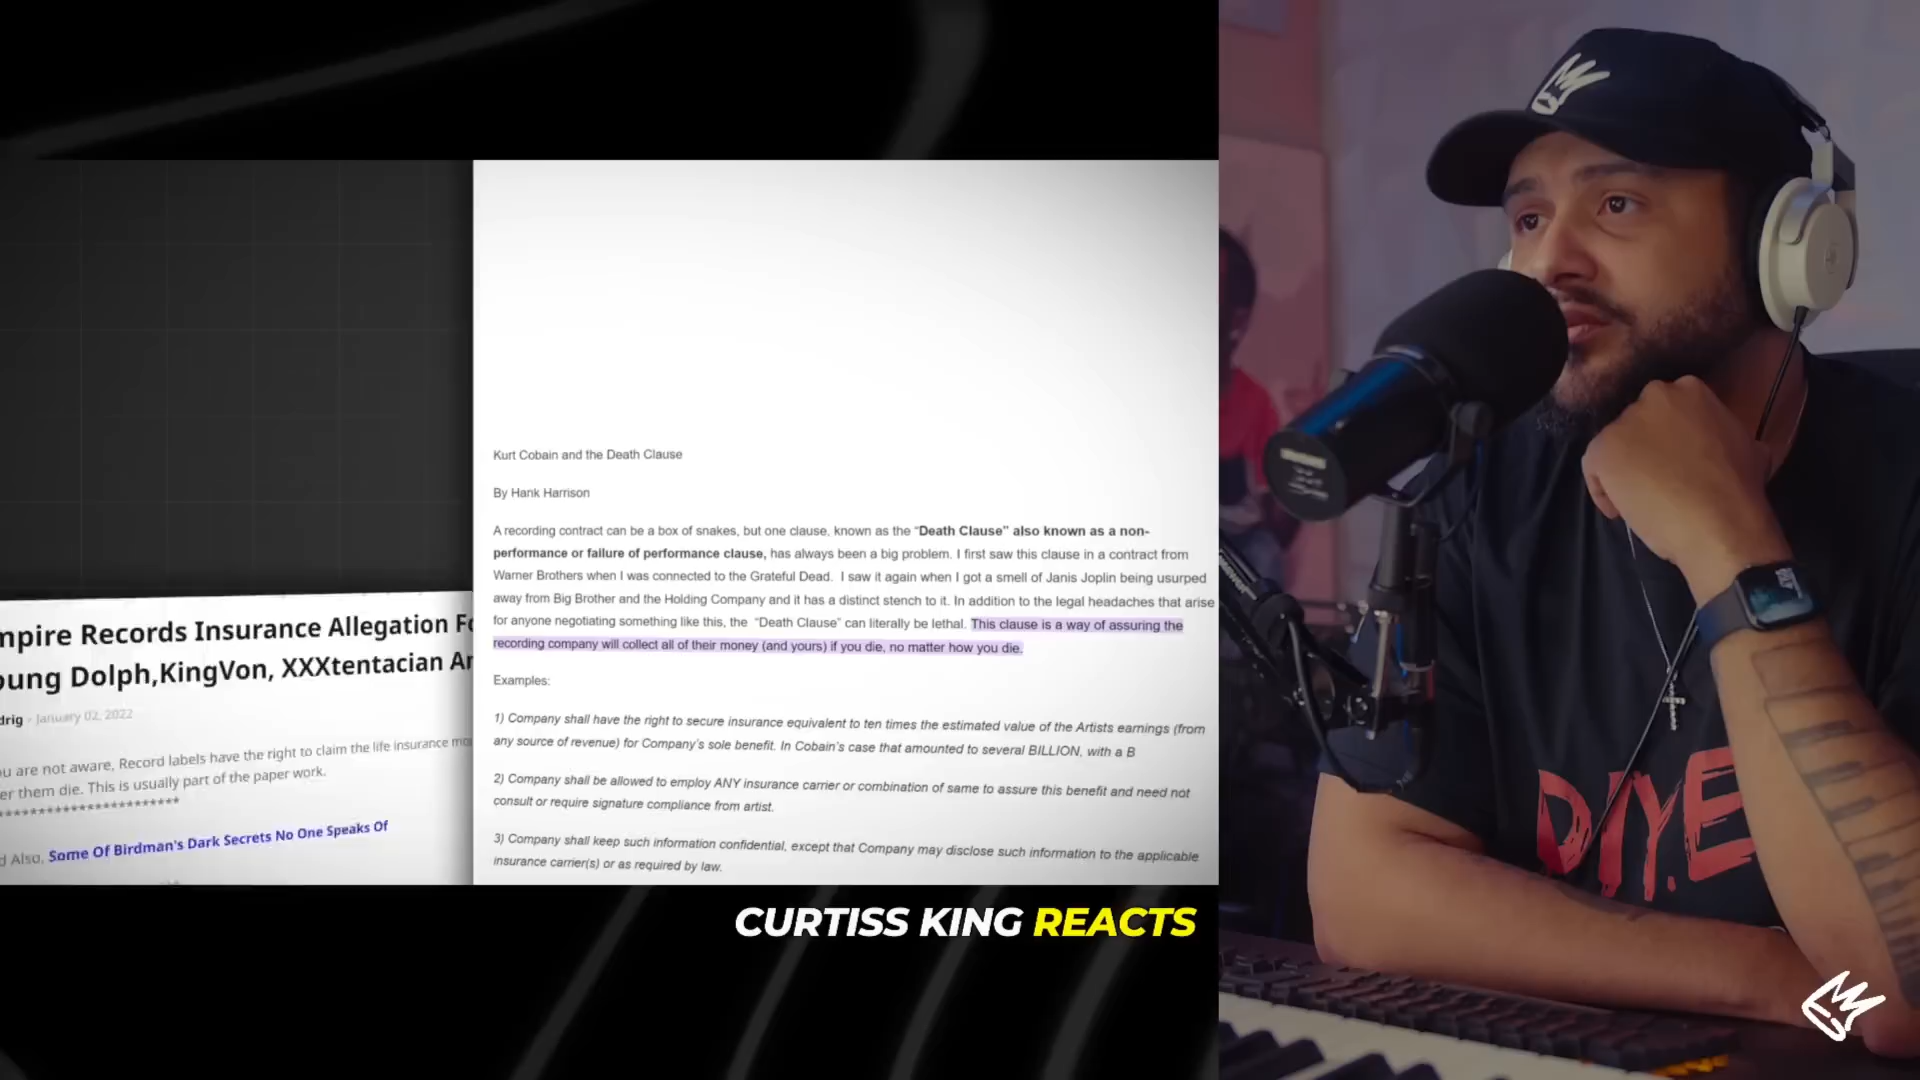 Kurt Cobain and the Death Clause
By Hank Harrison
A recording contract can be a box of snakes, but one clause, known as the "Death Clause" also known as a non-
performance or failure of performance clause, has always been a big problem. I first saw this clause in a contract from
Warner Brothers when I was connected to the Grateful Dead. I saw it again when I got a smell of Janis Joplin being usurped
away from Big Brother and the Holding Company and it has a distinct stench to it. In addition to the legal headaches that arise
for anyone negotiating something like this, the "Death Clause" can literally be lethal. This clause is a way of assuring the
recording company will collect all of their money (and yours) if you die, no matter how you die.
Examples:
1) Company shall have the right to secure insurance equivalent to ten times the estimated value of the Artists earnings (from
any source of revenue) for Company's sole benefit. In Cobain's case that amounted to several BILLION, with a B
2) Company shall be allowed to employ ANY insurance carrier or combination of same to assure this benefit and need not
consult or require signature compliance from artist.
3) Company shall keep such information confidential, except that Company may disclose such information to the applicable
insurance carrier(s) or as required by law.
mpire Records Insurance Allegation Fo
oung Dolph,KingVon, XXXtentacian An
drig - January 02, 2022
ou are not aware, Record labels have the right to claim the life insurance mo
er them die. This is usually part of the paper work.
************************
d Also, Some Of Birdman's Dark Secrets No One Speaks Of
CURTISS KING REACTS
DIY